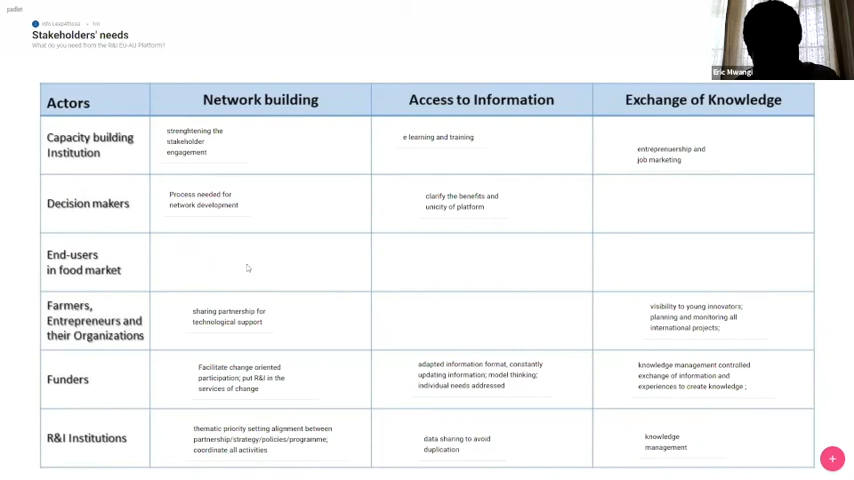 padlet
Info Leap4fnssa • 1m
Stakeholders' needs
What do you need from the R&I EU-AU Platform?
Eric Mwangi
Actors
Network building
Access to Information
Exchange of Knowledge
Capacity building
Institution
strenghtening the
stakeholder
engagement
e learning and training
entreprenuership and
job marketing
Decision makers
Process needed for
network development
clarify the benefits and
unicity of platform
End-users
in food market
Farmers,
Entrepreneurs and
their Organizations
sharing partnership for
technological support
visibility to young innovators;
planning and monitoring all
international projects;
Funders
Facilitate change oriented
participation; put R&I in the
services of change
adapted information format, constantly
updating information; model thinking;
individual needs addressed
knowledge management controlled
exchange of information and
experiences to create knowledge ;
R&I Institutions
thematic priority setting alignment between
partnership/strategy/policies/programme;
coordinate all activities
data sharing to avoid
duplication
knowledge
management